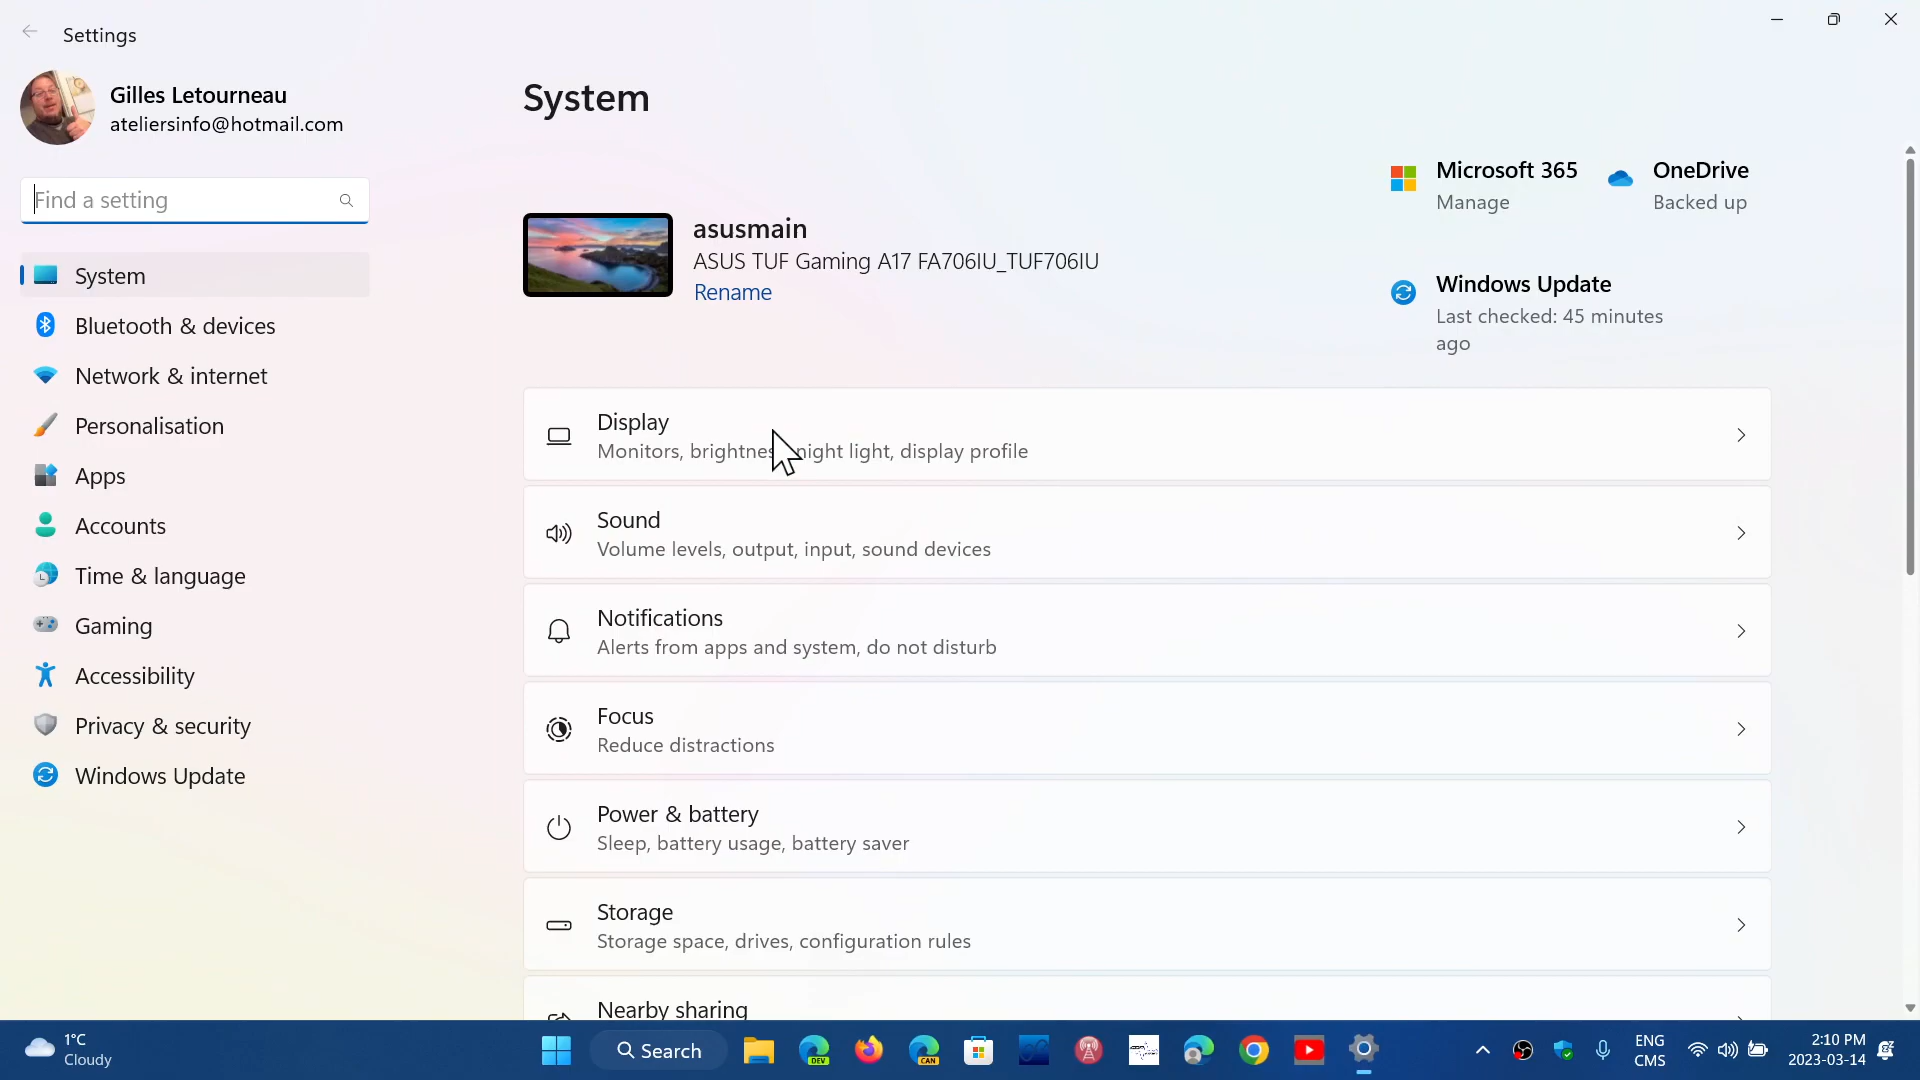 Settings
Gilles Letourneau
ateliersinfo@hotmail.com
Find a setting
System
Bluetooth & devices
Network & internet
Personalisation
Apps
Accounts
Time & language
Gaming
Accessibility
Privacy & security
Windows Update
System
asusmain
ASUS TUF Gaming A17 FA706IU_TUF706IU
Rename
Microsoft 365
Manage
OneDrive
Backed up
Windows Update
Last checked: 45 minutes
ago
Display
Monitors, brightness, night light, display profile
Sound
Volume levels, output, input, sound devices
Notifications
Alerts from apps and system, do not disturb
Focus
Reduce distractions
Power & battery
Sleep, battery usage, battery saver
Storage
Storage space, drives, configuration rules
Nearby sharing
1°C
Cloudy
Search
DEV
CAN
ENG
CMS
2:10 PM
2023-03-14